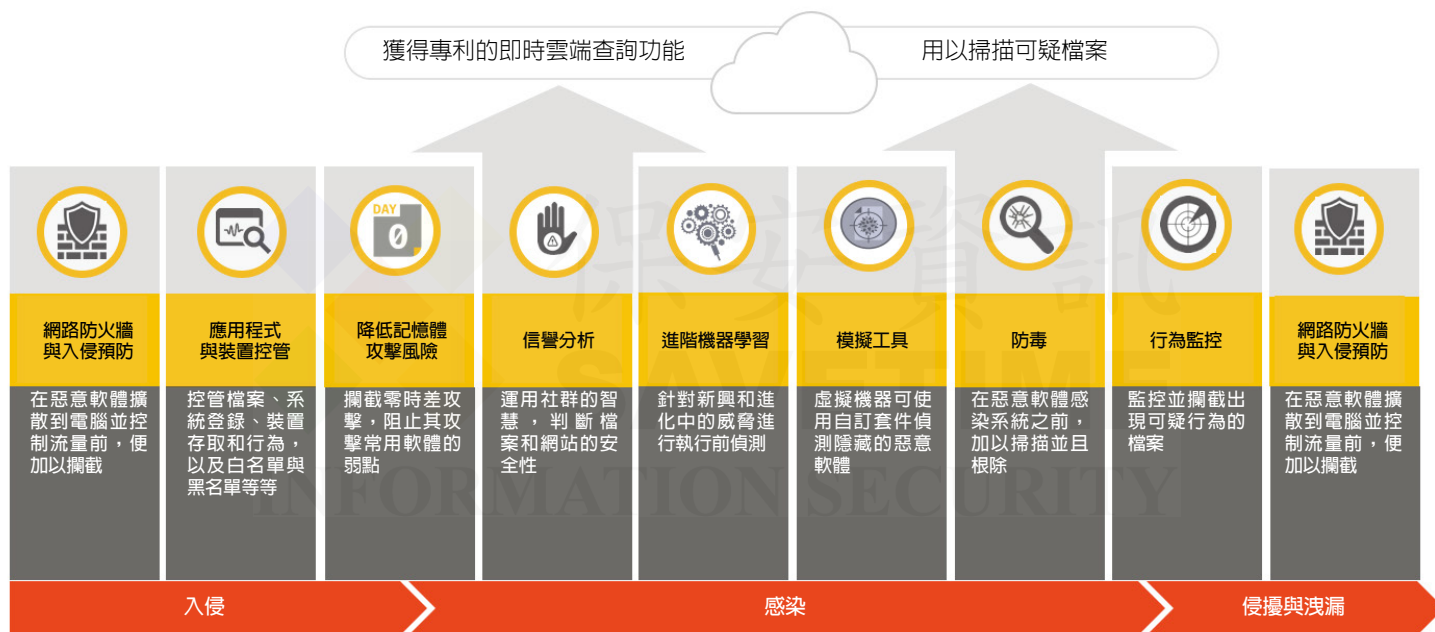 獲得專利的即時雲端查詢功能
用以掃描可疑檔案
DAY
0
網路防火牆
與入侵預防
在惡意軟體擴
散到電腦並控
制流量前，便
加以攔截
應用程式
與裝置控管
控管檔案、系
統登錄、裝置
存取和行為，
以及白名單與
黑名單等等
降低記憶體
攻擊風險
攔截零時差攻
擊，阻止其攻
擊常用軟體的
弱點
信譽分析
運用社群的智
慧，判斷檔
案和網站的安
全性
進階機器學習
針對新興和進
化中的威脅進
行執行前偵測
模擬工具
虛擬機器可使
用自訂套件偵
測隱藏的惡意
軟體
防毒
在惡意軟體感
染系統之前，
加以掃描並且
根除
行為監控
監控並攔截出
現可疑行為的
檔案
網路防火牆
與入侵預防
在惡意軟體擴
散到電腦並控
制流量前，便
加以攔截
保安資訊
SAVETIME
INFORMATION SECURITY
入侵
感染
侵擾與洩漏